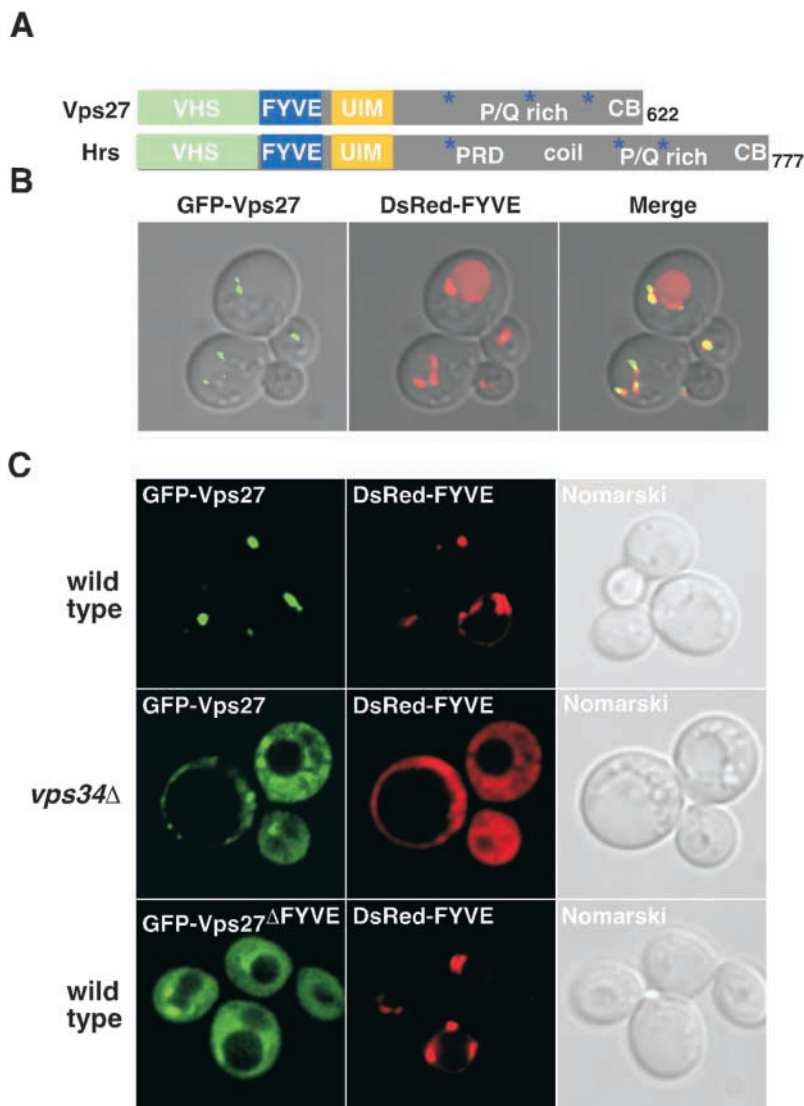 A
Vps27 VHS FYVE UIM * P/Q rich * * CB 622
Hrs VHS FYVE UIM * PRD coil * P/Q rich * CB 777
B
GFP-Vps27 DsRed-FYVE Merge
C
GFP-Vps27 DsRed-FYVE Nomarski
wild
type
GFP-Vps27 DsRed-FYVE Nomarski
vps34Δ
GFP-Vps27ΔFYVE DsRed-FYVE Nomarski
wild
type